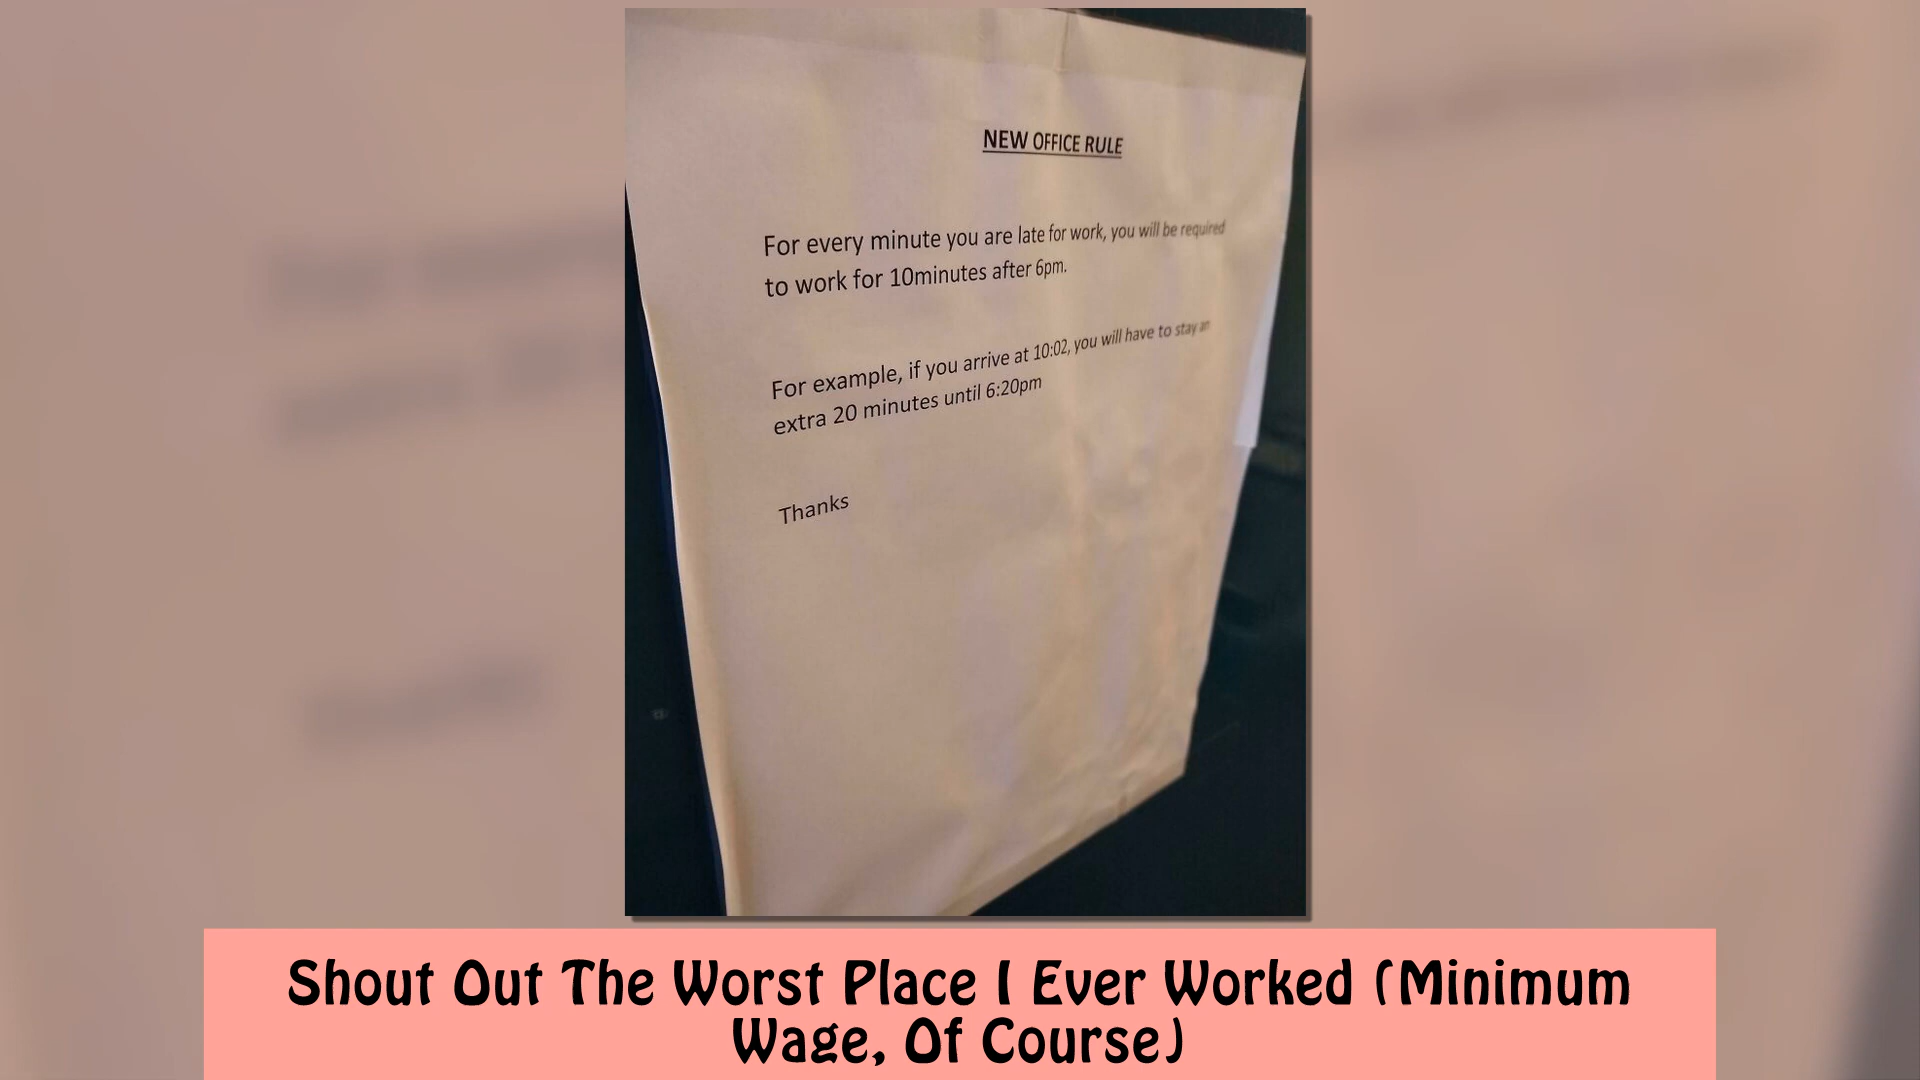 NEW OFFICE RULE
For every minute you are late for work, you will be required
to work for 10minutes after 6pm.
For example, if you arrive at 10:02, you will have to stay an
extra 20 minutes until 6:20pm
Thanks
Shout Out The Worst Place I Ever Worked (Minimum
Wage, Of Course)